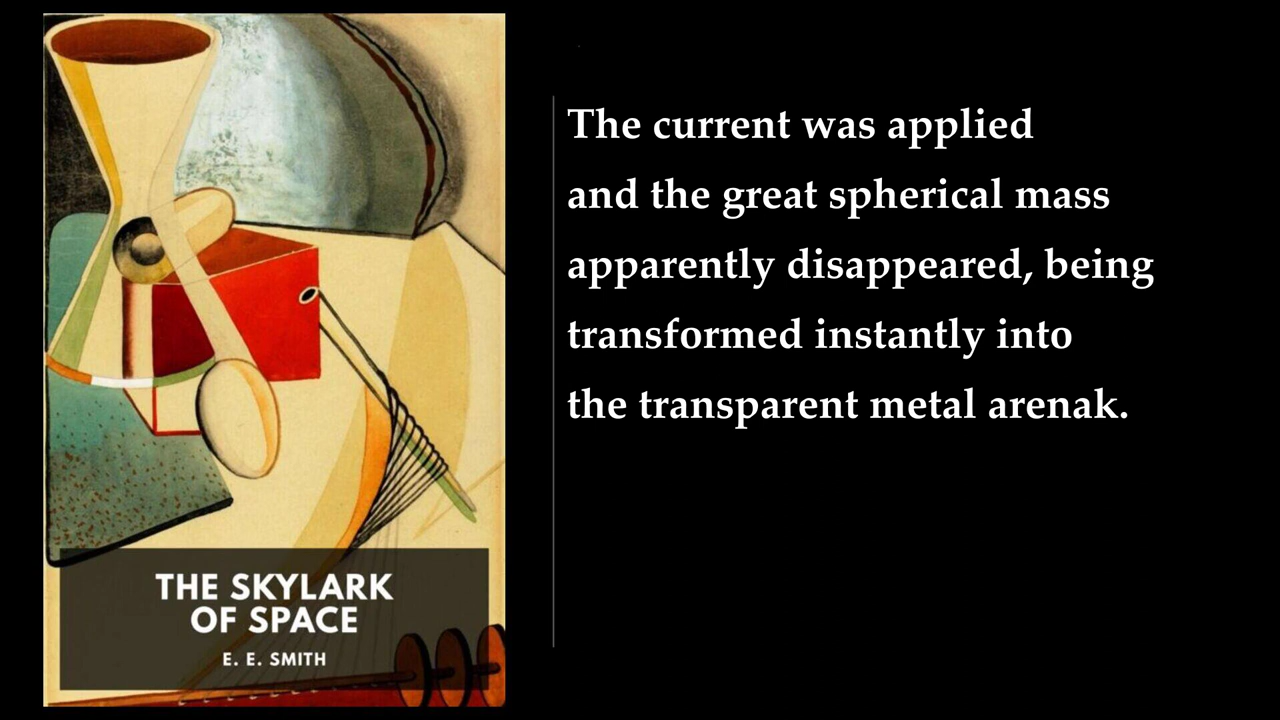 THE SKYLARK
OF SPACE
E. E. SMITH
The current was applied
and the great spherical mass
apparently disappeared, being
transformed instantly into
the transparent metal arenak.